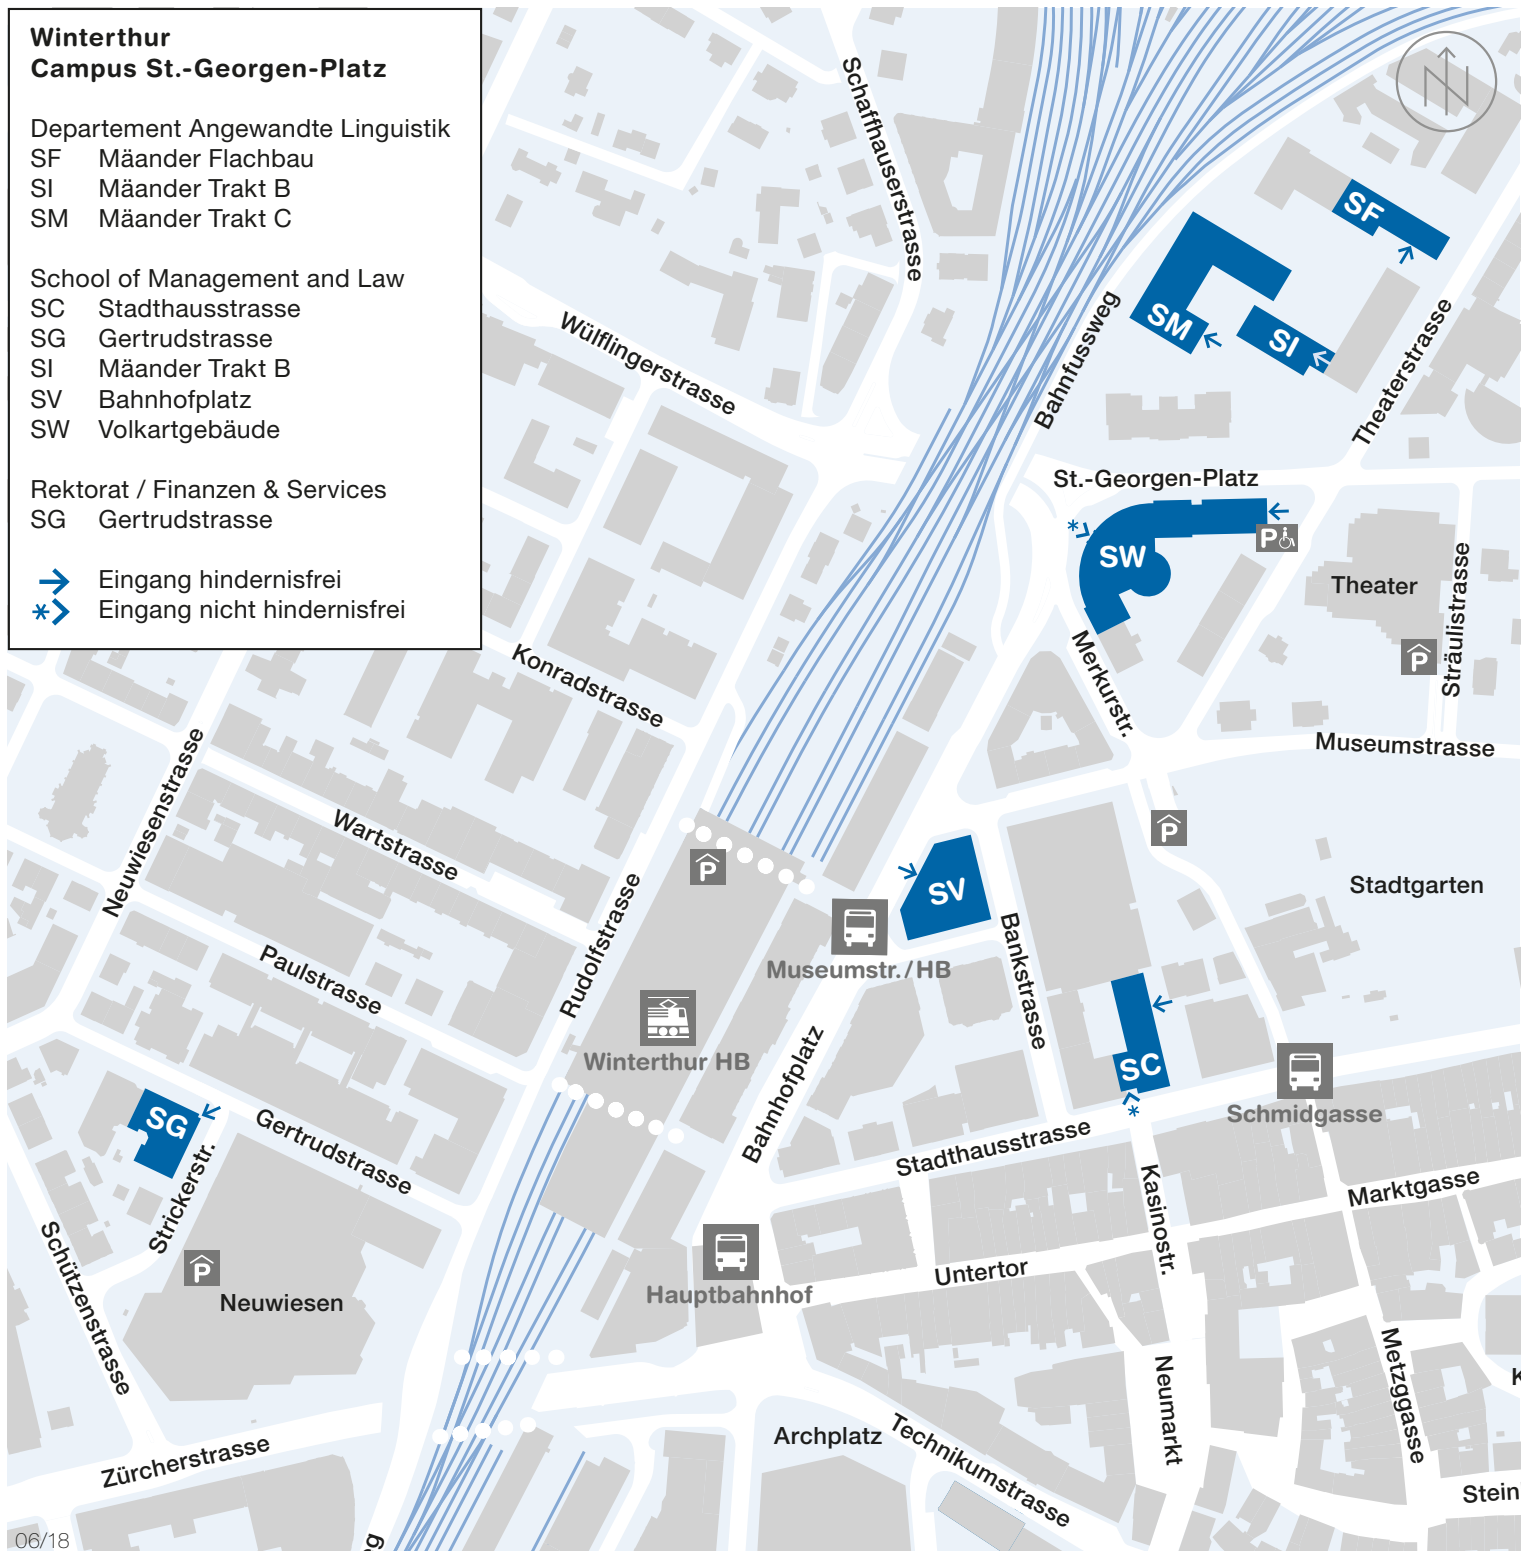 Winterthur
Campus St.-Georgen-Platz
Departement Angewandte Linguistik
SF Mäander Flachbau
SI Mäander Trakt B
SM Mäander Trakt C
School of Management and Law
SC Stadthausstrasse
SG Gertrudstrasse
SI Mäander Trakt B
SV Bahnhofplatz
SW Volkartgebäude
Rektorat / Finanzen & Services
SG Gertrudstrasse
Eingang hindernisfrei
* Eingang nicht hindernisfrei
N
Schaffhauserstrasse
SF
SM
SI
Bahnfussweg
Theaterstrasse
Wülflingerstrasse
St.-Georgen-Platz
*
SW
P
Theater
Sträulistrasse
P
Merkurstr.
Konradstrasse
Museumstrasse
Neuwiesenstrasse
Wartstrasse
P
P
SV
Stadtgarten
Rudolfstrasse
Bankstrasse
Museumstr./HB
Paulstrasse
Winterthur HB
Bahnhofplatz
SC
*
Schmidgasse
SG
Gertrudstrasse
Strickerstr.
Stadthausstrasse
Kasinostr.
Marktgasse
Schützenstrasse
P
Neuwiesen
Hauptbahnhof
Untertor
Metzggasse
Neumarkt
K
Archplatz
Technikumstrasse
Zürcherstrasse
Stein
eg
06/18